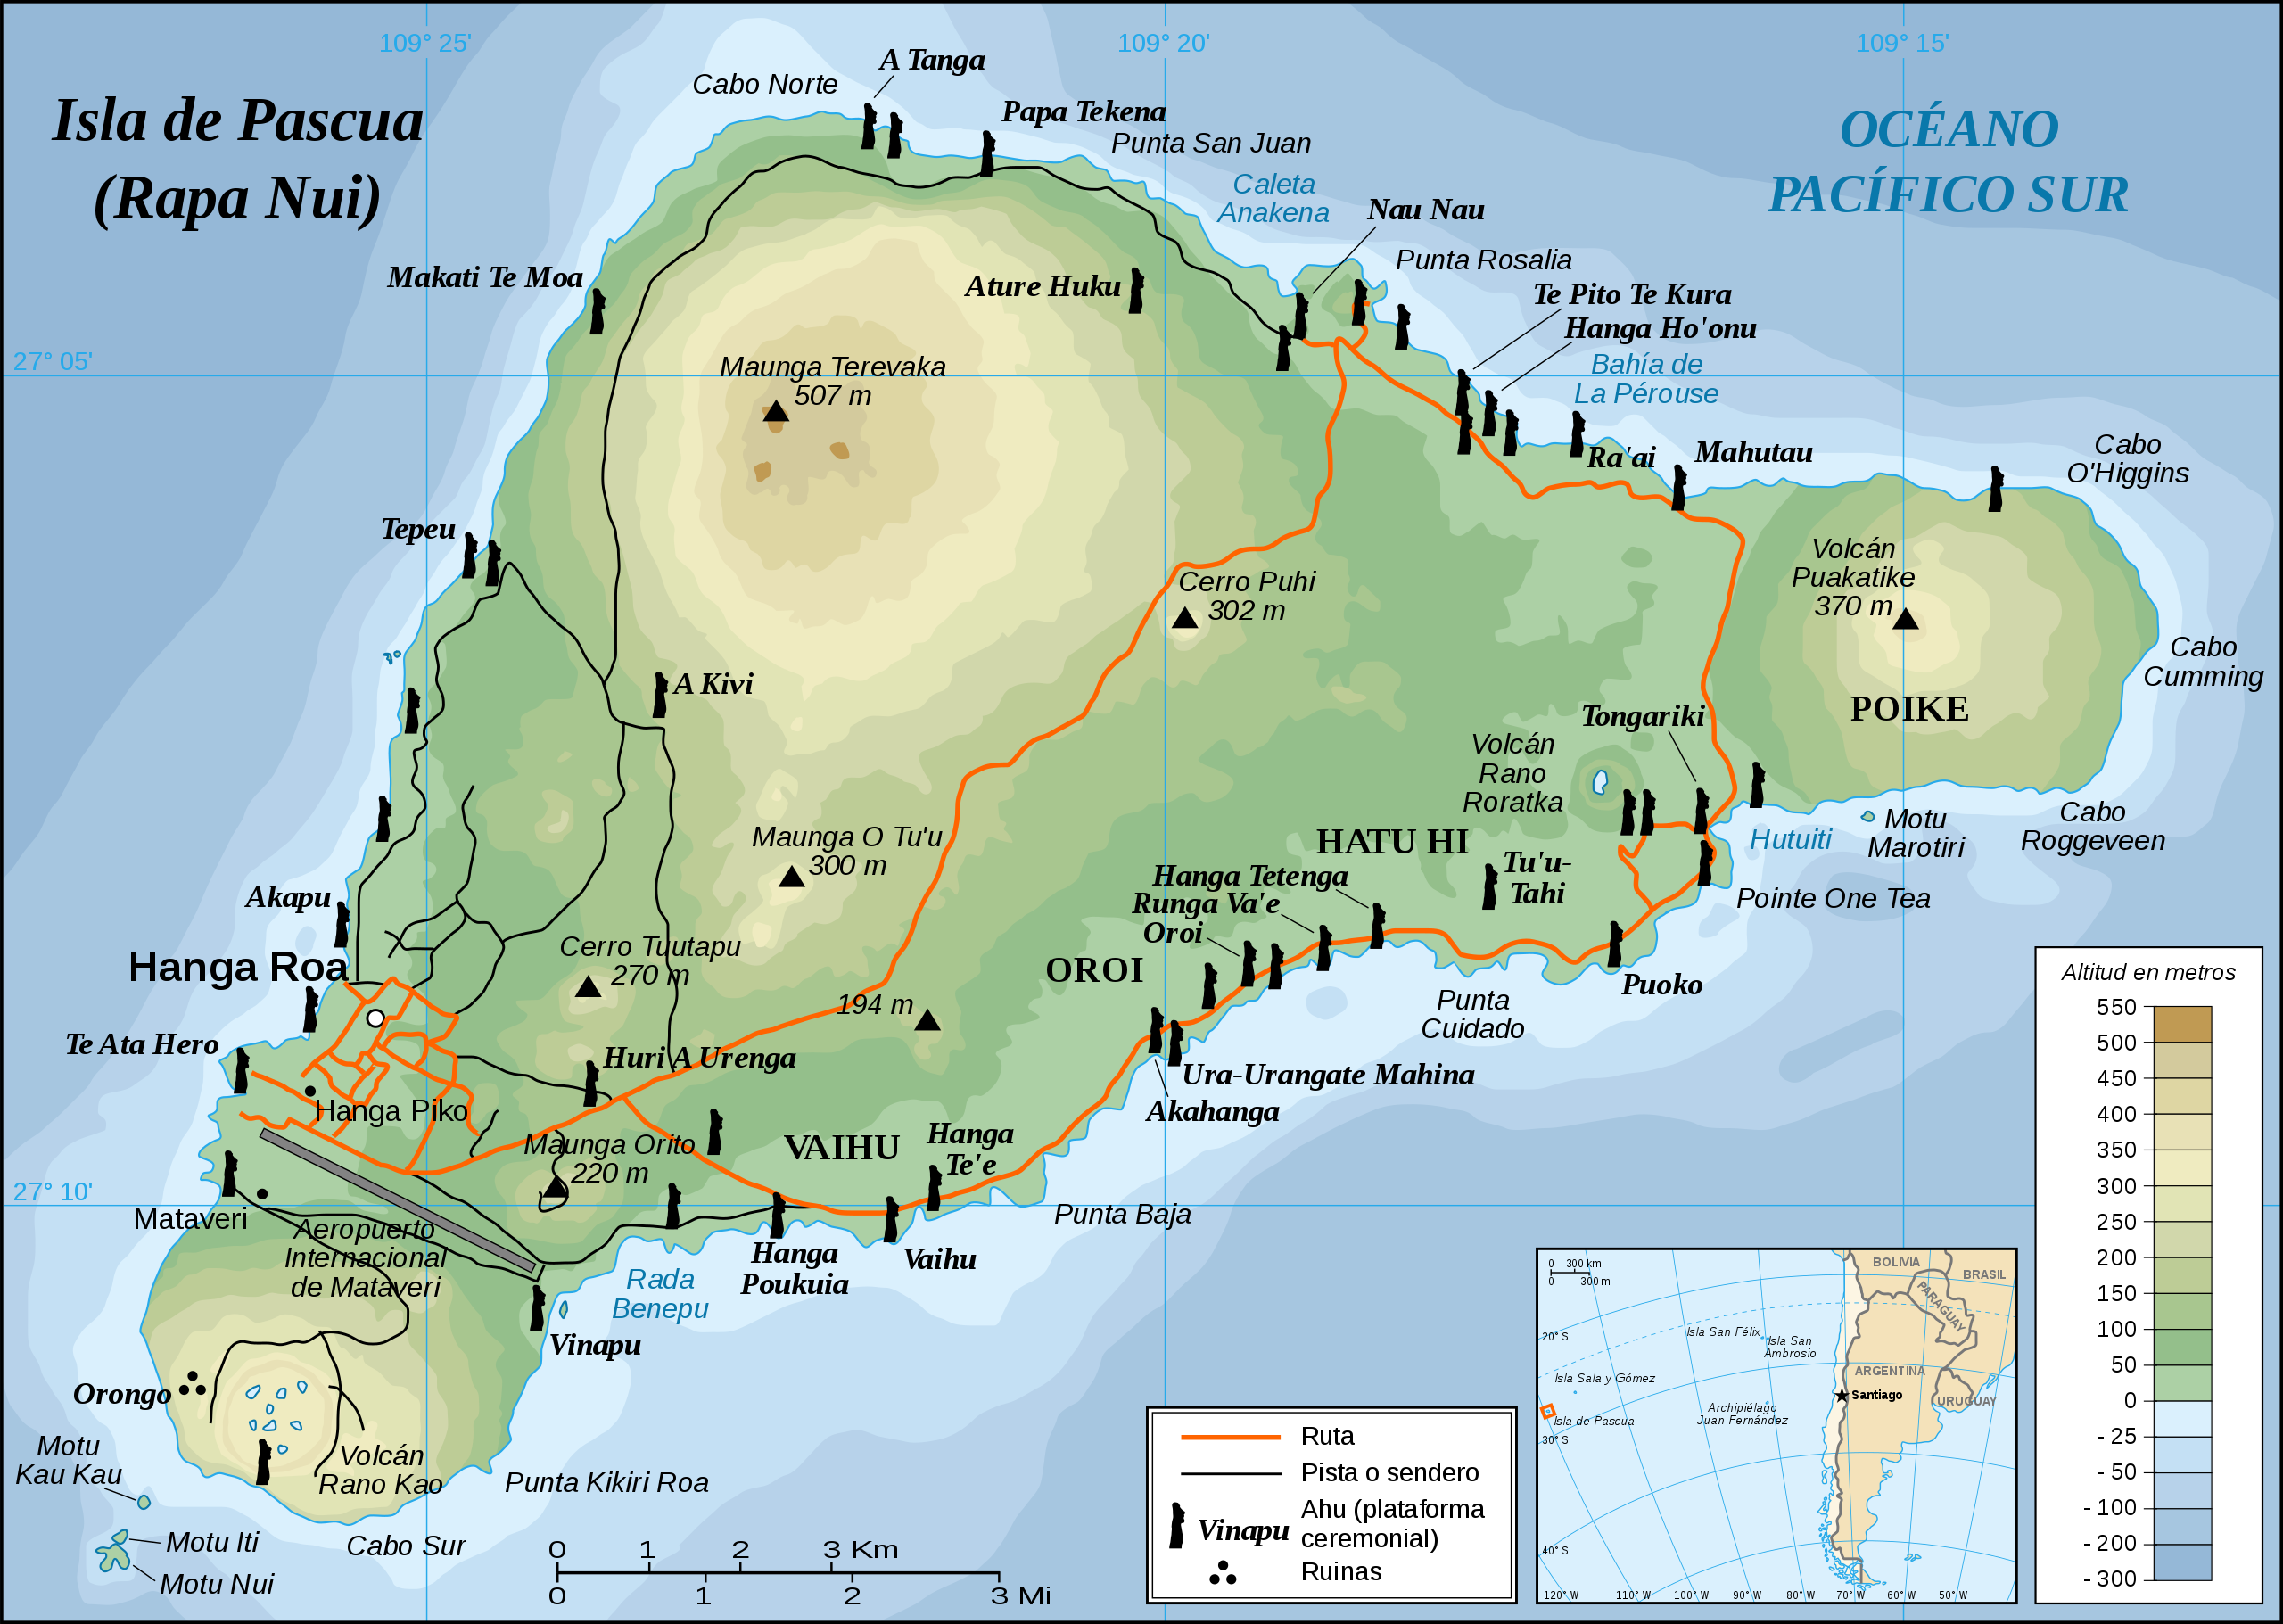 109° 25'
109° 20'
109° 15'
Isla de Pascua
(Rapa Nui)
OCÉANO
PACÍFICO SUR
A Tanga
Cabo Norte
Papa Tekena
Punta San Juan
Caleta
Anakena
Nau Nau
Punta Rosalia
Makati Te Moa
Ature Huku
Te Pito Te Kura
Hanga Ho'onu
Bahía de
La Pérouse
27° 05'
Maunga Terevaka
507 m
Ra'ai
Mahutau
Cabo
O'Higgins
Tepeu
Volcán
Puakatike
370 m
Cerro Puhi
302 m
Cabo
Cumming
A Kivi
POIKE
Tongariki
Volcán
Rano
Roratka
Maunga O Tu'u
300 m
HATU HI
Hutuiti
Motu
Marotiri
Cabo
Roggeveen
Tu'u-
Tahi
Hanga Tetenga
Runga Va'e
Oroi
Akapu
Pointe One Tea
Hanga Roa
Cerro Tuutapu
270 m
OROI
194 m
Puoko
Punta
Cuidado
Te Ata Hero
Huri A Urenga
Ura-Urangate Mahina
Akahanga
Hanga Piko
Maunga Orito
220 m
VAIHU
Hanga
Te'e
27° 10'
Mataveri
Punta Baja
Aeropuerto
Internacional
de Mataveri
Hanga
Poukuia
Vaihu
Rada
Benepu
Vinapu
Orongo
Motu
Kau Kau
Volcán
Rano Kao
Punta Kikiri Roa
Cabo Sur
Motu Iti
Motu Nui
0 1 2 3 Km
0 1 2 3 Mi
Ruta
Pista o sendero
Vinapu
Ahu (plataforma
ceremonial)
Ruinas
0 300 km
0 300 mi
BOLIVIA
BRASIL
PARAGUAY
Isla San Félix
Isla San
Ambrosio
20° S
ARGENTINA
Isla Sala y Gómez
Santiago
URUGUAY
Archipiélago
Juan Fernández
Isla de Pascua
30° S
40° S
120° W
110° W
100° W
90° W
80° W
70° W
60° W
50° W
Altitud en metros
550
500
450
400
350
300
250
200
150
100
50
0
- 25
- 50
- 100
- 200
- 300